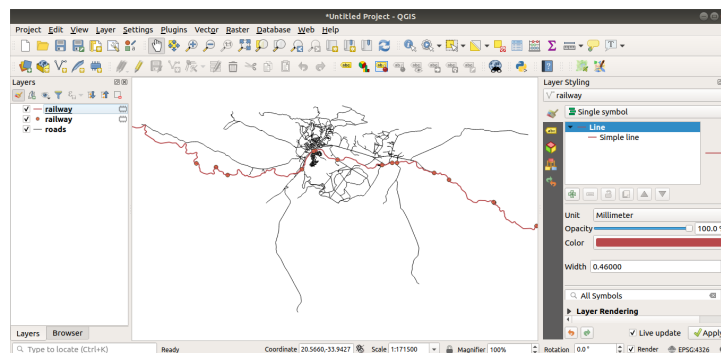 *Untitled Project - QGIS
Project Edit View Layer Settings Plugins Vector Raster Database Web Help
Layers
railway
railway
roads
Layers Browser
Layer Styling
railway
Single symbol
Line
Simple line
Unit Millimeter
Opacity 100.0
Color
Width 0.46000
All Symbols
Layer Rendering
Live update Apply
Type to locate (Ctrl+K) Ready Coordinate 20.5660,-33.9427 Scale 1:171500 Magnifier 100% Rotation 0.0° Render EPSG:4326